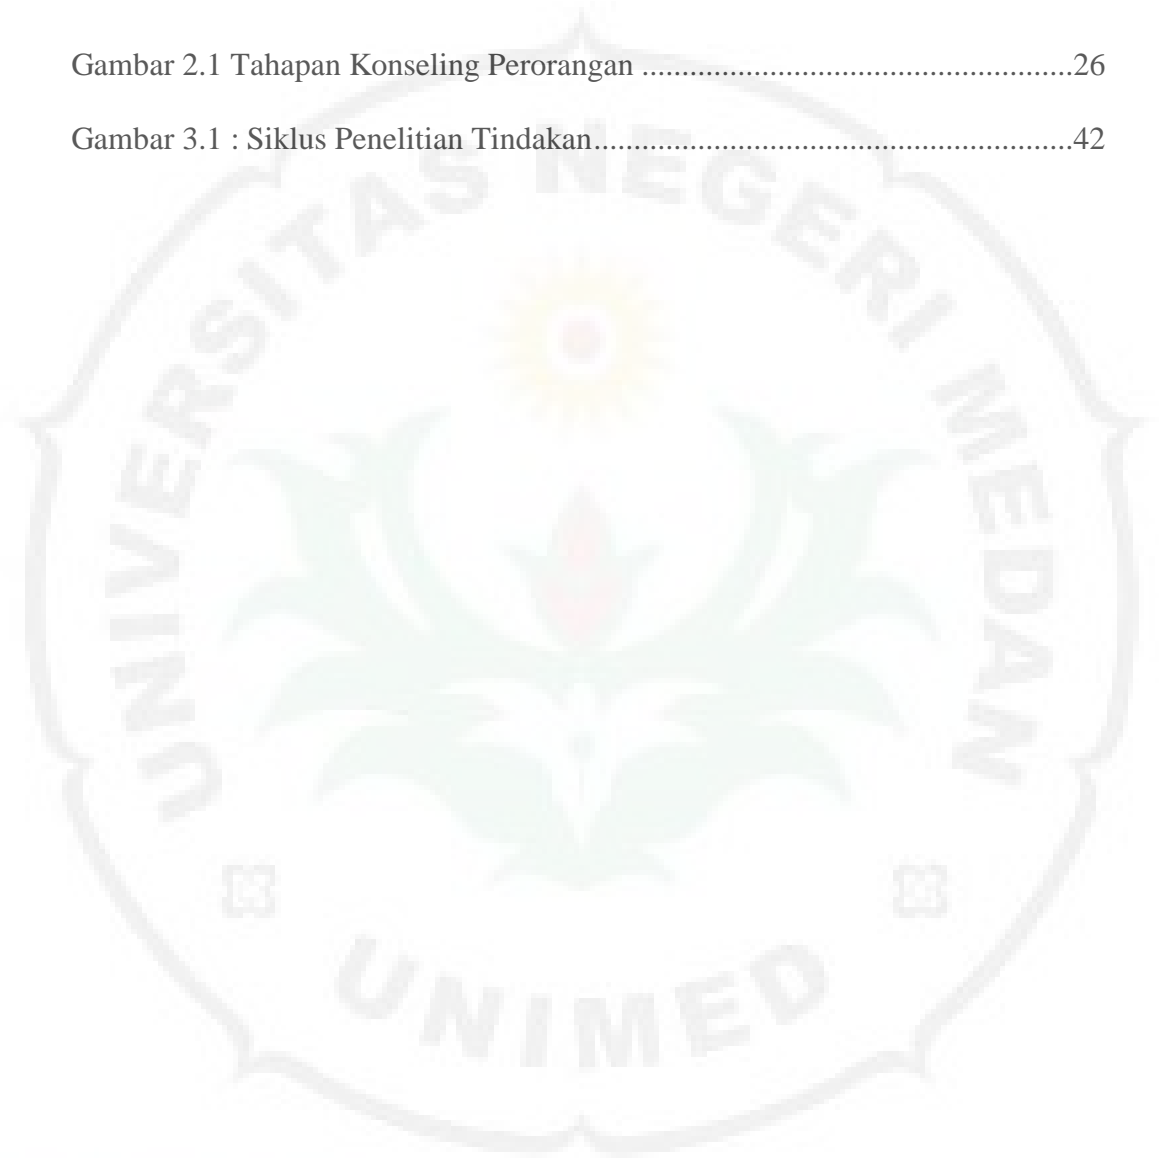 Gambar 2.1 Tahapan Konseling Perorangan .......................................................26
Gambar 3.1 : Siklus Penelitian Tindakan.............................................................42
UNIVERSITAS NEGERI MEDAN
UNIMED